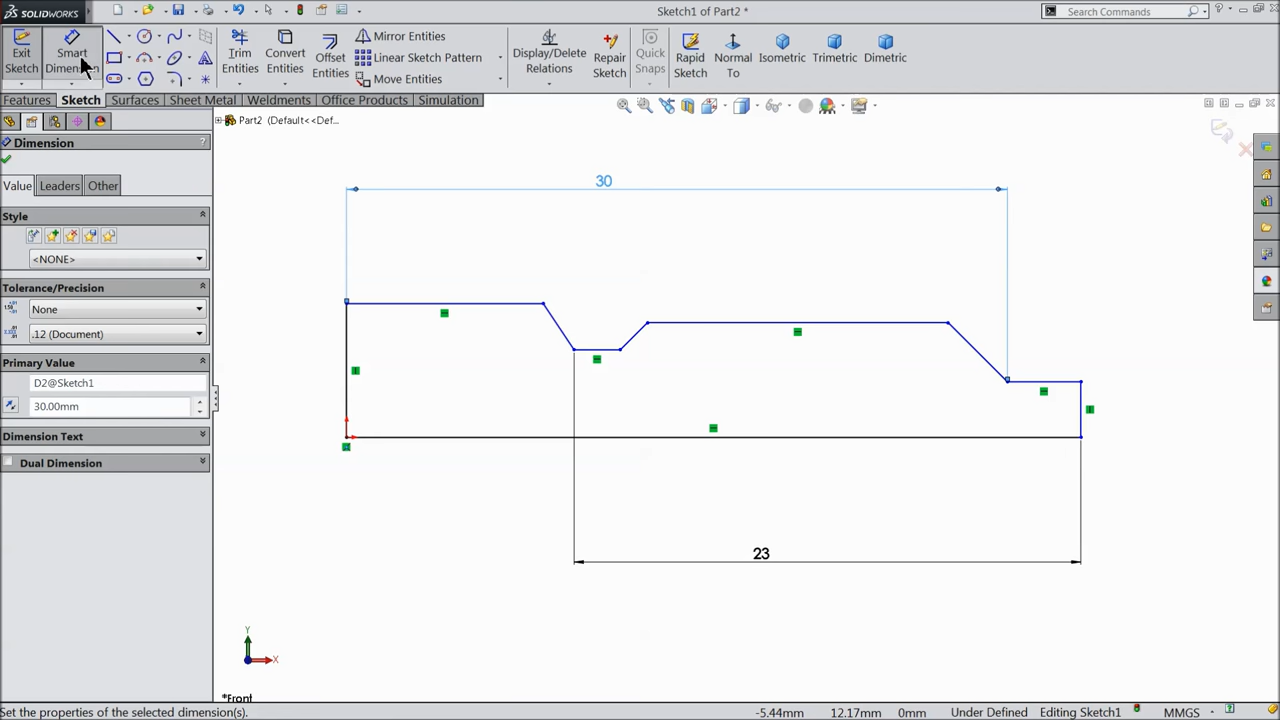 SOLIDWORKS
Sketch1 of Part2 *
Search Commands
Exit Sketch
Smart Dimension
Trim Entities
Convert Entities
Offset Entities
Mirror Entities
Linear Sketch Pattern
Move Entities
Display/Delete Relations
Quick Snaps
Repair Sketch
Rapid Sketch
Normal To
Isometric
Trimetric
Dimetric
Features
Sketch
Surfaces
Sheet Metal
Weldments
Office Products
Simulation
Part2 (Default<<Def...
Dimension
?
Value
Leaders
Other
Style
<NONE>
Tolerance/Precision
None
.12 (Document)
Primary Value
D2@Sketch1
30.00mm
Dimension Text
Dual Dimension
30
23
Y
X
*Front
Set the properties of the selected dimension(s).
-5.44mm
12.17mm
0mm
Under Defined
Editing Sketch1
MMGS